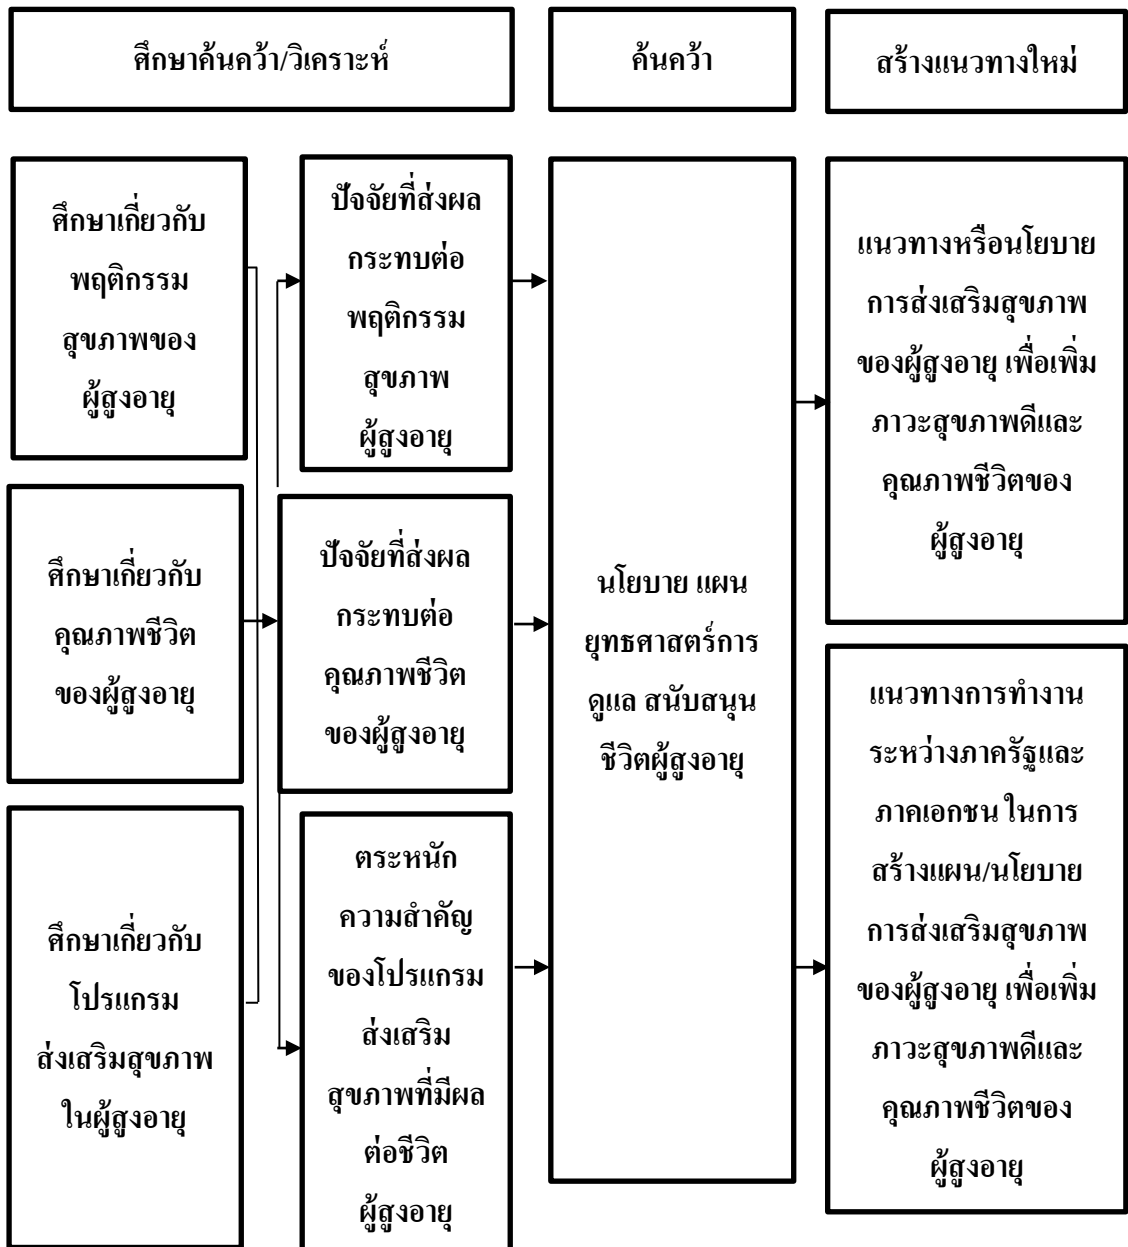 ศึกษาค้นคว้า/วิเคราะห์
ค้นคว้า
สร้างแนวทางใหม่
ศึกษาเกี่ยวกับ
พฤติกรรม
สุขภาพของ
ผู้สูงอายุ
ศึกษาเกี่ยวกับ
คุณภาพชีวิต
ของผู้สูงอายุ
ศึกษาเกี่ยวกับ
โปรแกรม
ส่งเสริมสุขภาพ
ในผู้สูงอายุ
ปัจจัยที่ส่งผล
กระทบต่อ
พฤติกรรม
สุขภาพ
ผู้สูงอายุ
ปัจจัยที่ส่งผล
กระทบต่อ
คุณภาพชีวิต
ของผู้สูงอายุ
ตระหนัก
ความสำคัญ
ของโปรแกรม
ส่งเสริม
สุขภาพที่มีผล
ต่อชีวิต
ผู้สูงอายุ
นโยบาย แผน
ยุทธศาสตร์การ
ดูแล สนับสนุน
ชีวิตผู้สูงอายุ
แนวทางหรือนโยบาย
การส่งเสริมสุขภาพ
ของผู้สูงอายุ เพื่อเพิ่ม
ภาวะสุขภาพดีและ
คุณภาพชีวิตของ
ผู้สูงอายุ
แนวทางการทำงาน
ระหว่างภาครัฐและ
ภาคเอกชน ในการ
สร้างแผน/นโยบาย
การส่งเสริมสุขภาพ
ของผู้สูงอายุ เพื่อเพิ่ม
ภาวะสุขภาพดีและ
คุณภาพชีวิตของ
ผู้สูงอายุ